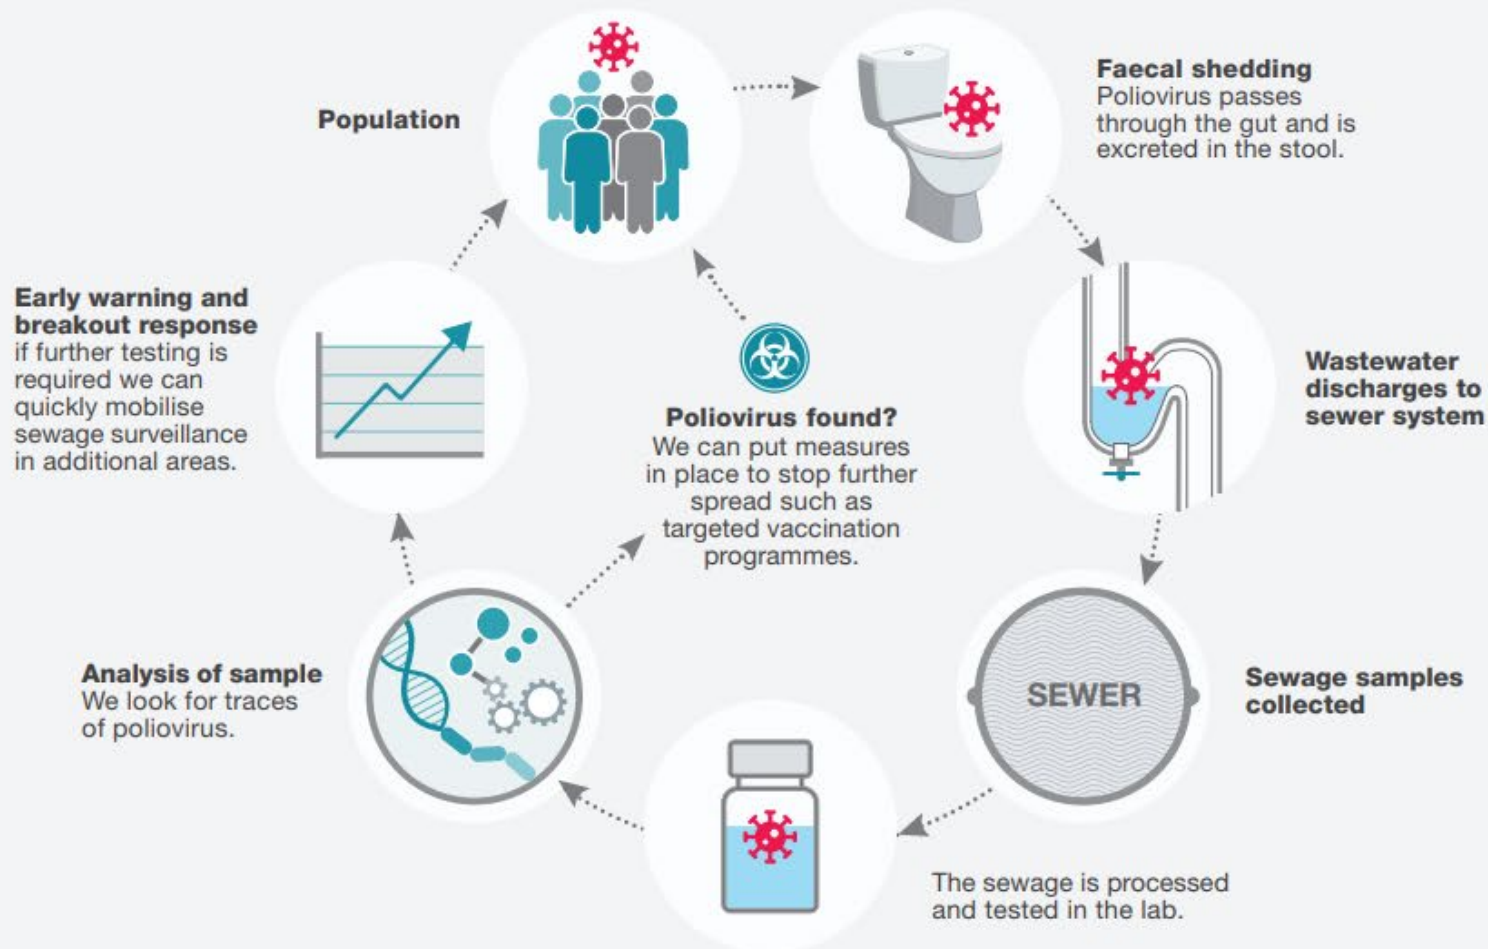 Population
Faecal shedding
Poliovirus passes
through the gut and is
excreted in the stool.
Wastewater
discharges to
sewer system
SEWER
Sewage samples
collected
The sewage is processed
and tested in the lab.
Analysis of sample
We look for traces
of poliovirus.
Poliovirus found?
We can put measures
in place to stop further
spread such as
targeted vaccination
programmes.
Early warning and
breakout response
if further testing is
required we can
quickly mobilise
sewage surveillance
in additional areas.